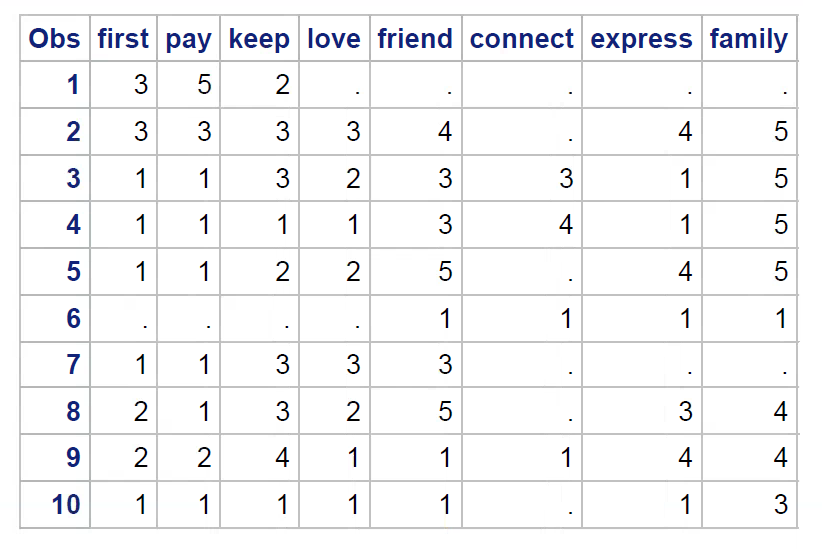 Obs first pay keep love friend connect express family
1 3 5 2 . . . . .
2 3 3 3 3 4 . 4 5
3 1 1 3 2 3 3 1 5
4 1 1 1 1 3 4 1 5
5 1 1 2 2 5 . 4 5
6 . . . . 1 1 1 1
7 1 1 3 3 3 . . .
8 2 1 3 2 5 . 3 4
9 2 2 4 1 1 1 4 4
10 1 1 1 1 1 . 1 3